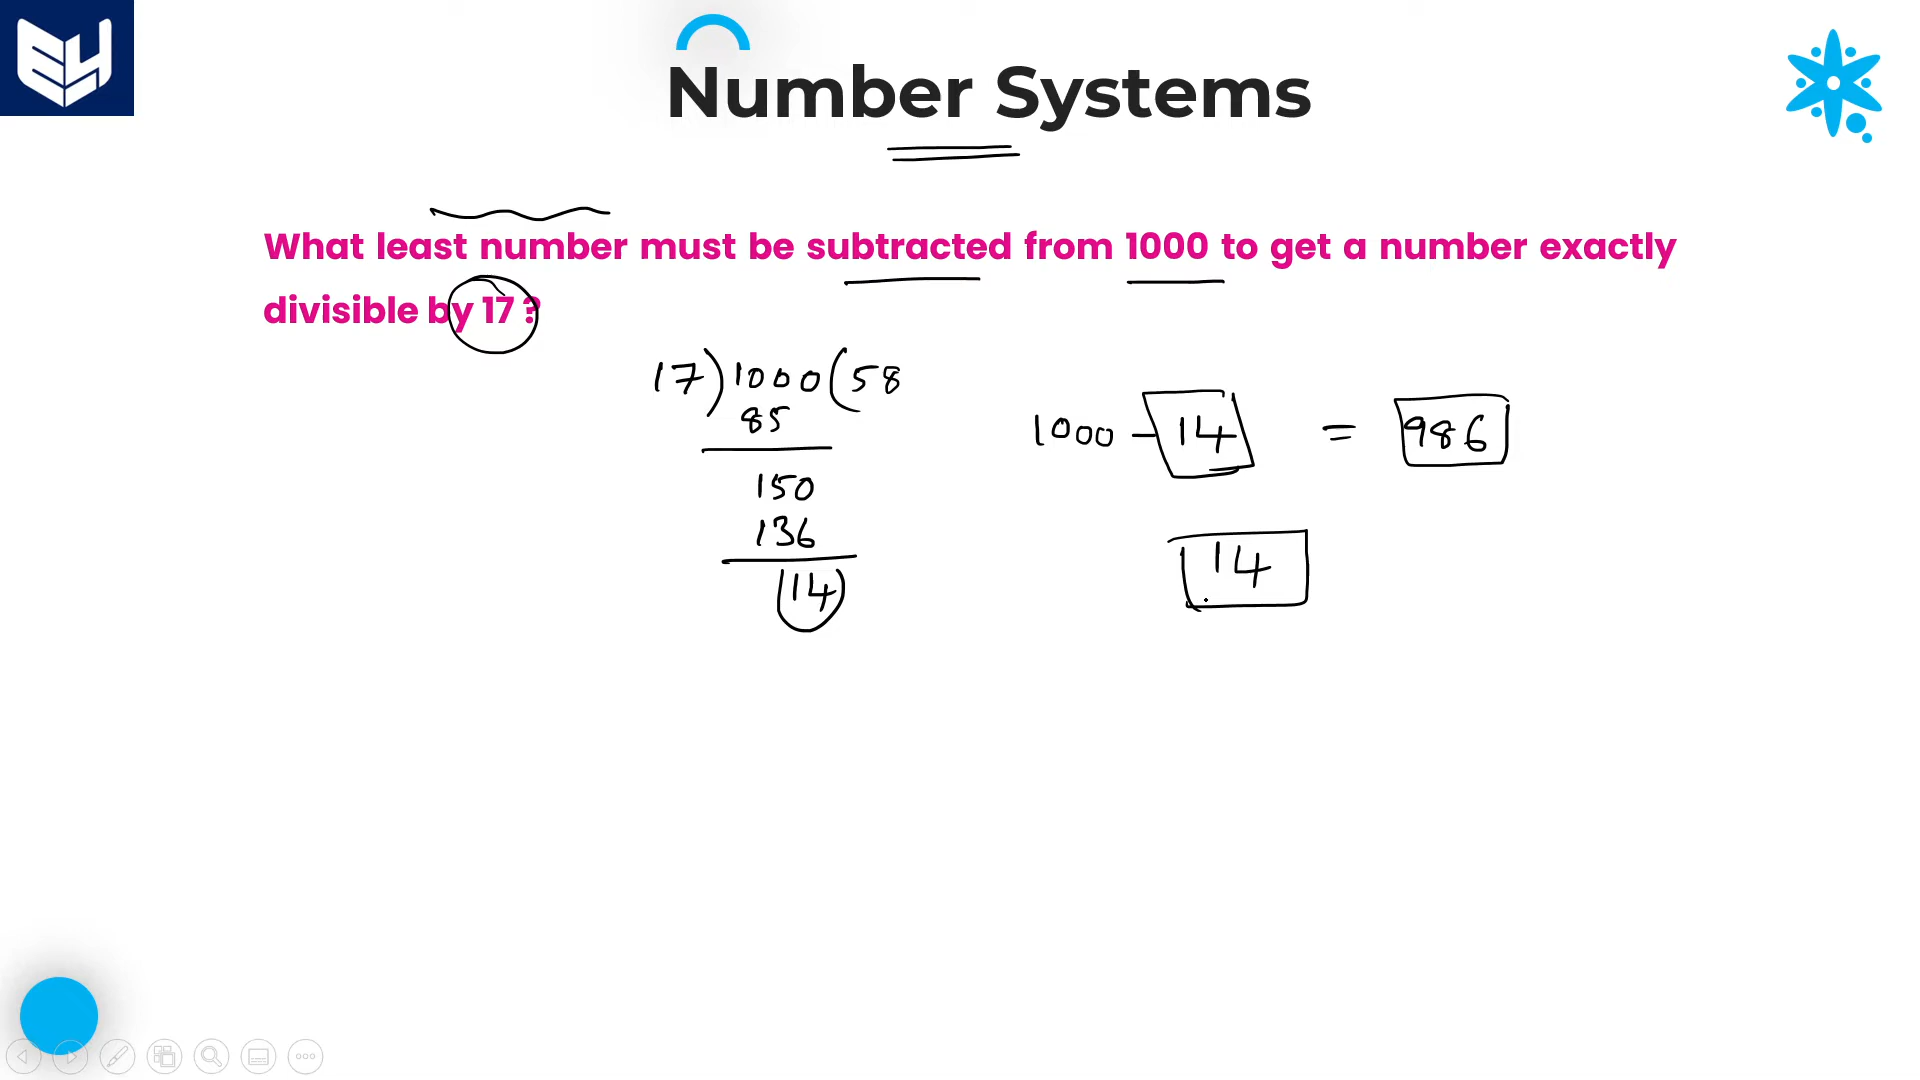 EY
Number Systems
What least number must be subtracted from 1000 to get a number exactly
divisible by 17 ?
17)1000(58
85
150
136
14
1000 - 14 = 986
14